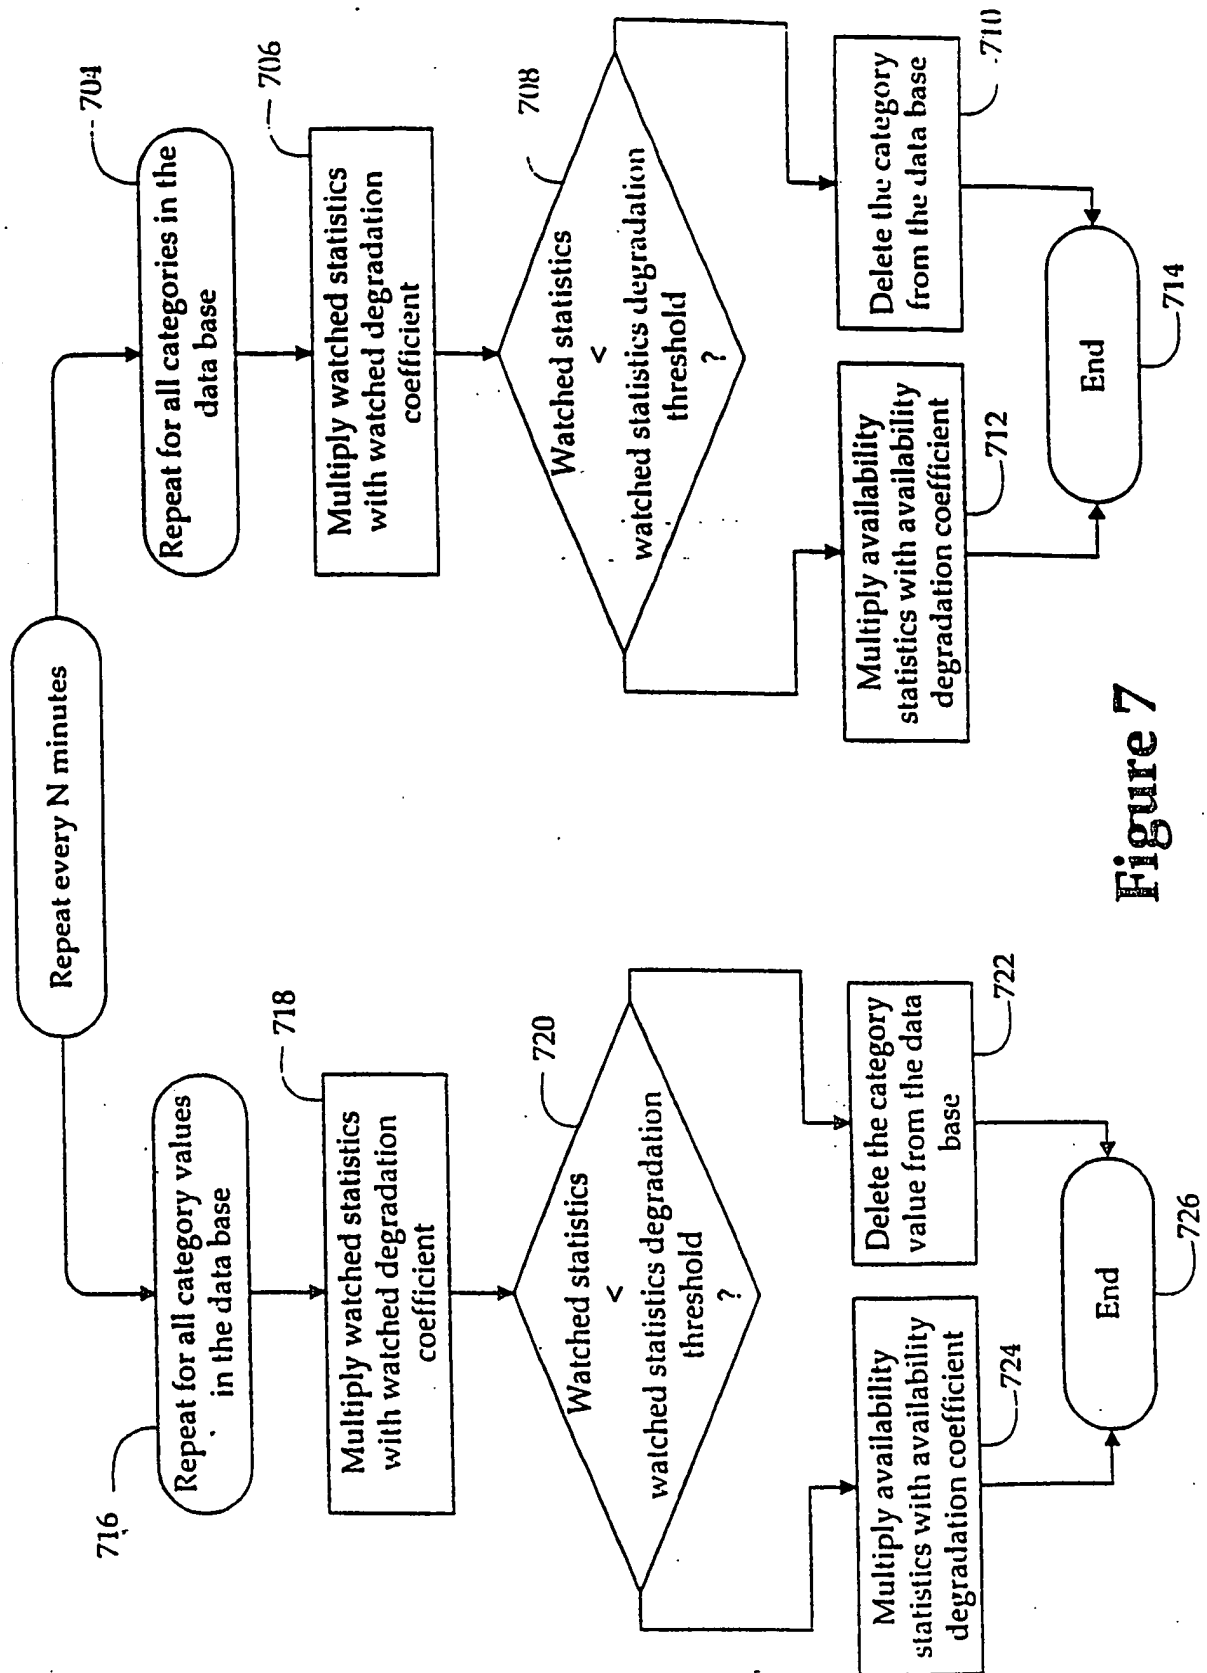 Repeat every N minutes
716
Repeat for all category values
in the data base
718
Multiply watched statistics
with watched degradation
coefficient
720
Watched statistics
<
watched statistics degradation
threshold
?
Multiply availability
statistics with availability
degradation coefficient
724
Delete the category
value from the data
base
722
End
726
704
Repeat for all categories in the
data base
706
Multiply watched statistics
with watched degradation
coefficient
708
Watched statistics
<
watched statistics degradation
threshold
?
Multiply availability
statistics with availability
degradation coefficient
712
Delete the category
from the data base
710
End
714
Figure 7